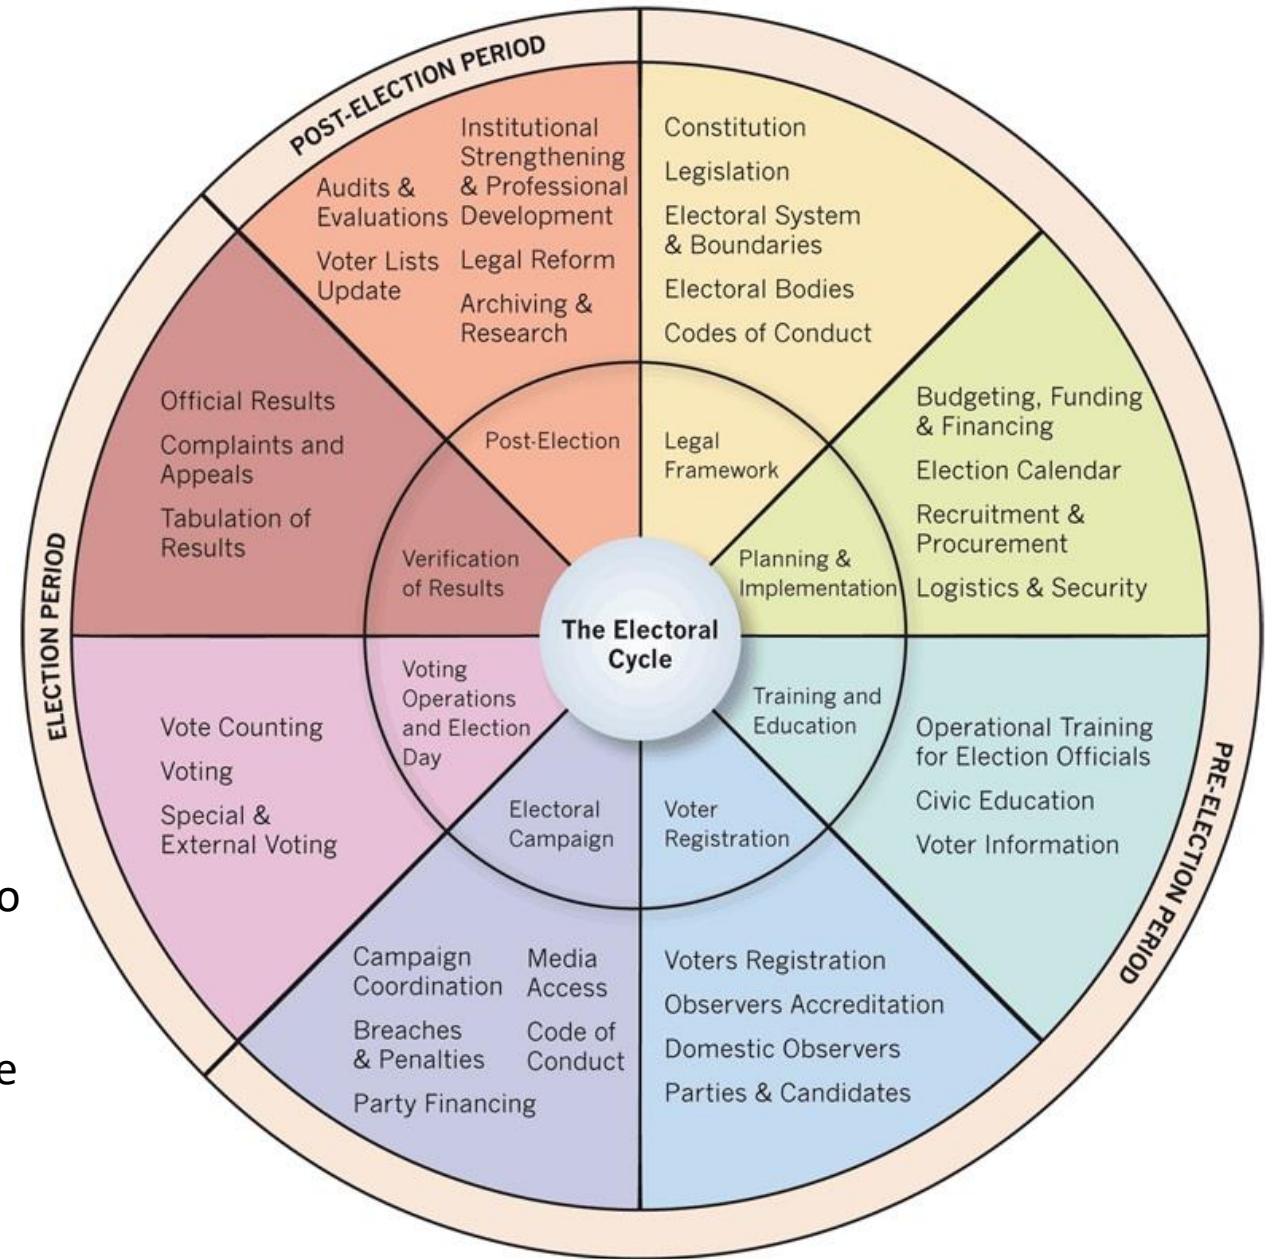 POST-ELECTION PERIOD
Institutional
Strengthening
& Professional
Development
Legal Reform
Archiving &
Research
Audits &
Evaluations
Voter Lists
Update
Post-Election
Constitution
Legislation
Electoral System
& Boundaries
Electoral Bodies
Codes of Conduct
Legal
Framework
Budgeting, Funding
& Financing
Election Calendar
Recruitment &
Procurement
Logistics & Security
Planning &
Implementation
The Electoral
Cycle
Training and
Education
Operational Training
for Election Officials
Civic Education
Voter Information
PRE-ELECTION PERIOD
Voter
Registration
Voters Registration
Observers Accreditation
Domestic Observers
Parties & Candidates
Electoral
Campaign
Campaign
Coordination
Breaches
& Penalties
Party Financing
Media
Access
Code of
Conduct
Voting
Operations
and Election
Day
Vote Counting
Voting
Special &
External Voting
ELECTION PERIOD
Verification
of Results
Official Results
Complaints and
Appeals
Tabulation of
Results